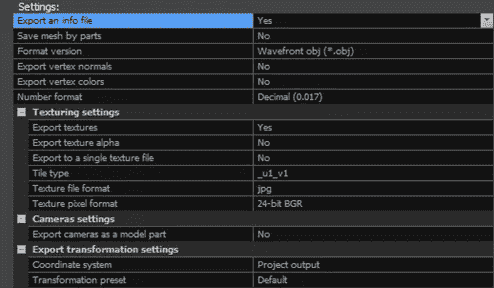 Settings:
Export an info file Yes
Save mesh by parts No
Format version Wavefront obj (*.obj)
Export vertex normals No
Export vertex colors No
Number format Decimal (0.017)
Texturing settings
Export textures Yes
Export texture alpha No
Export to a single texture file No
Tile type _u1_v1
Texture file format jpg
Texture pixel format 24-bit BGR
Cameras settings
Export cameras as a model part No
Export transformation settings
Coordinate system Project output
Transformation preset Default